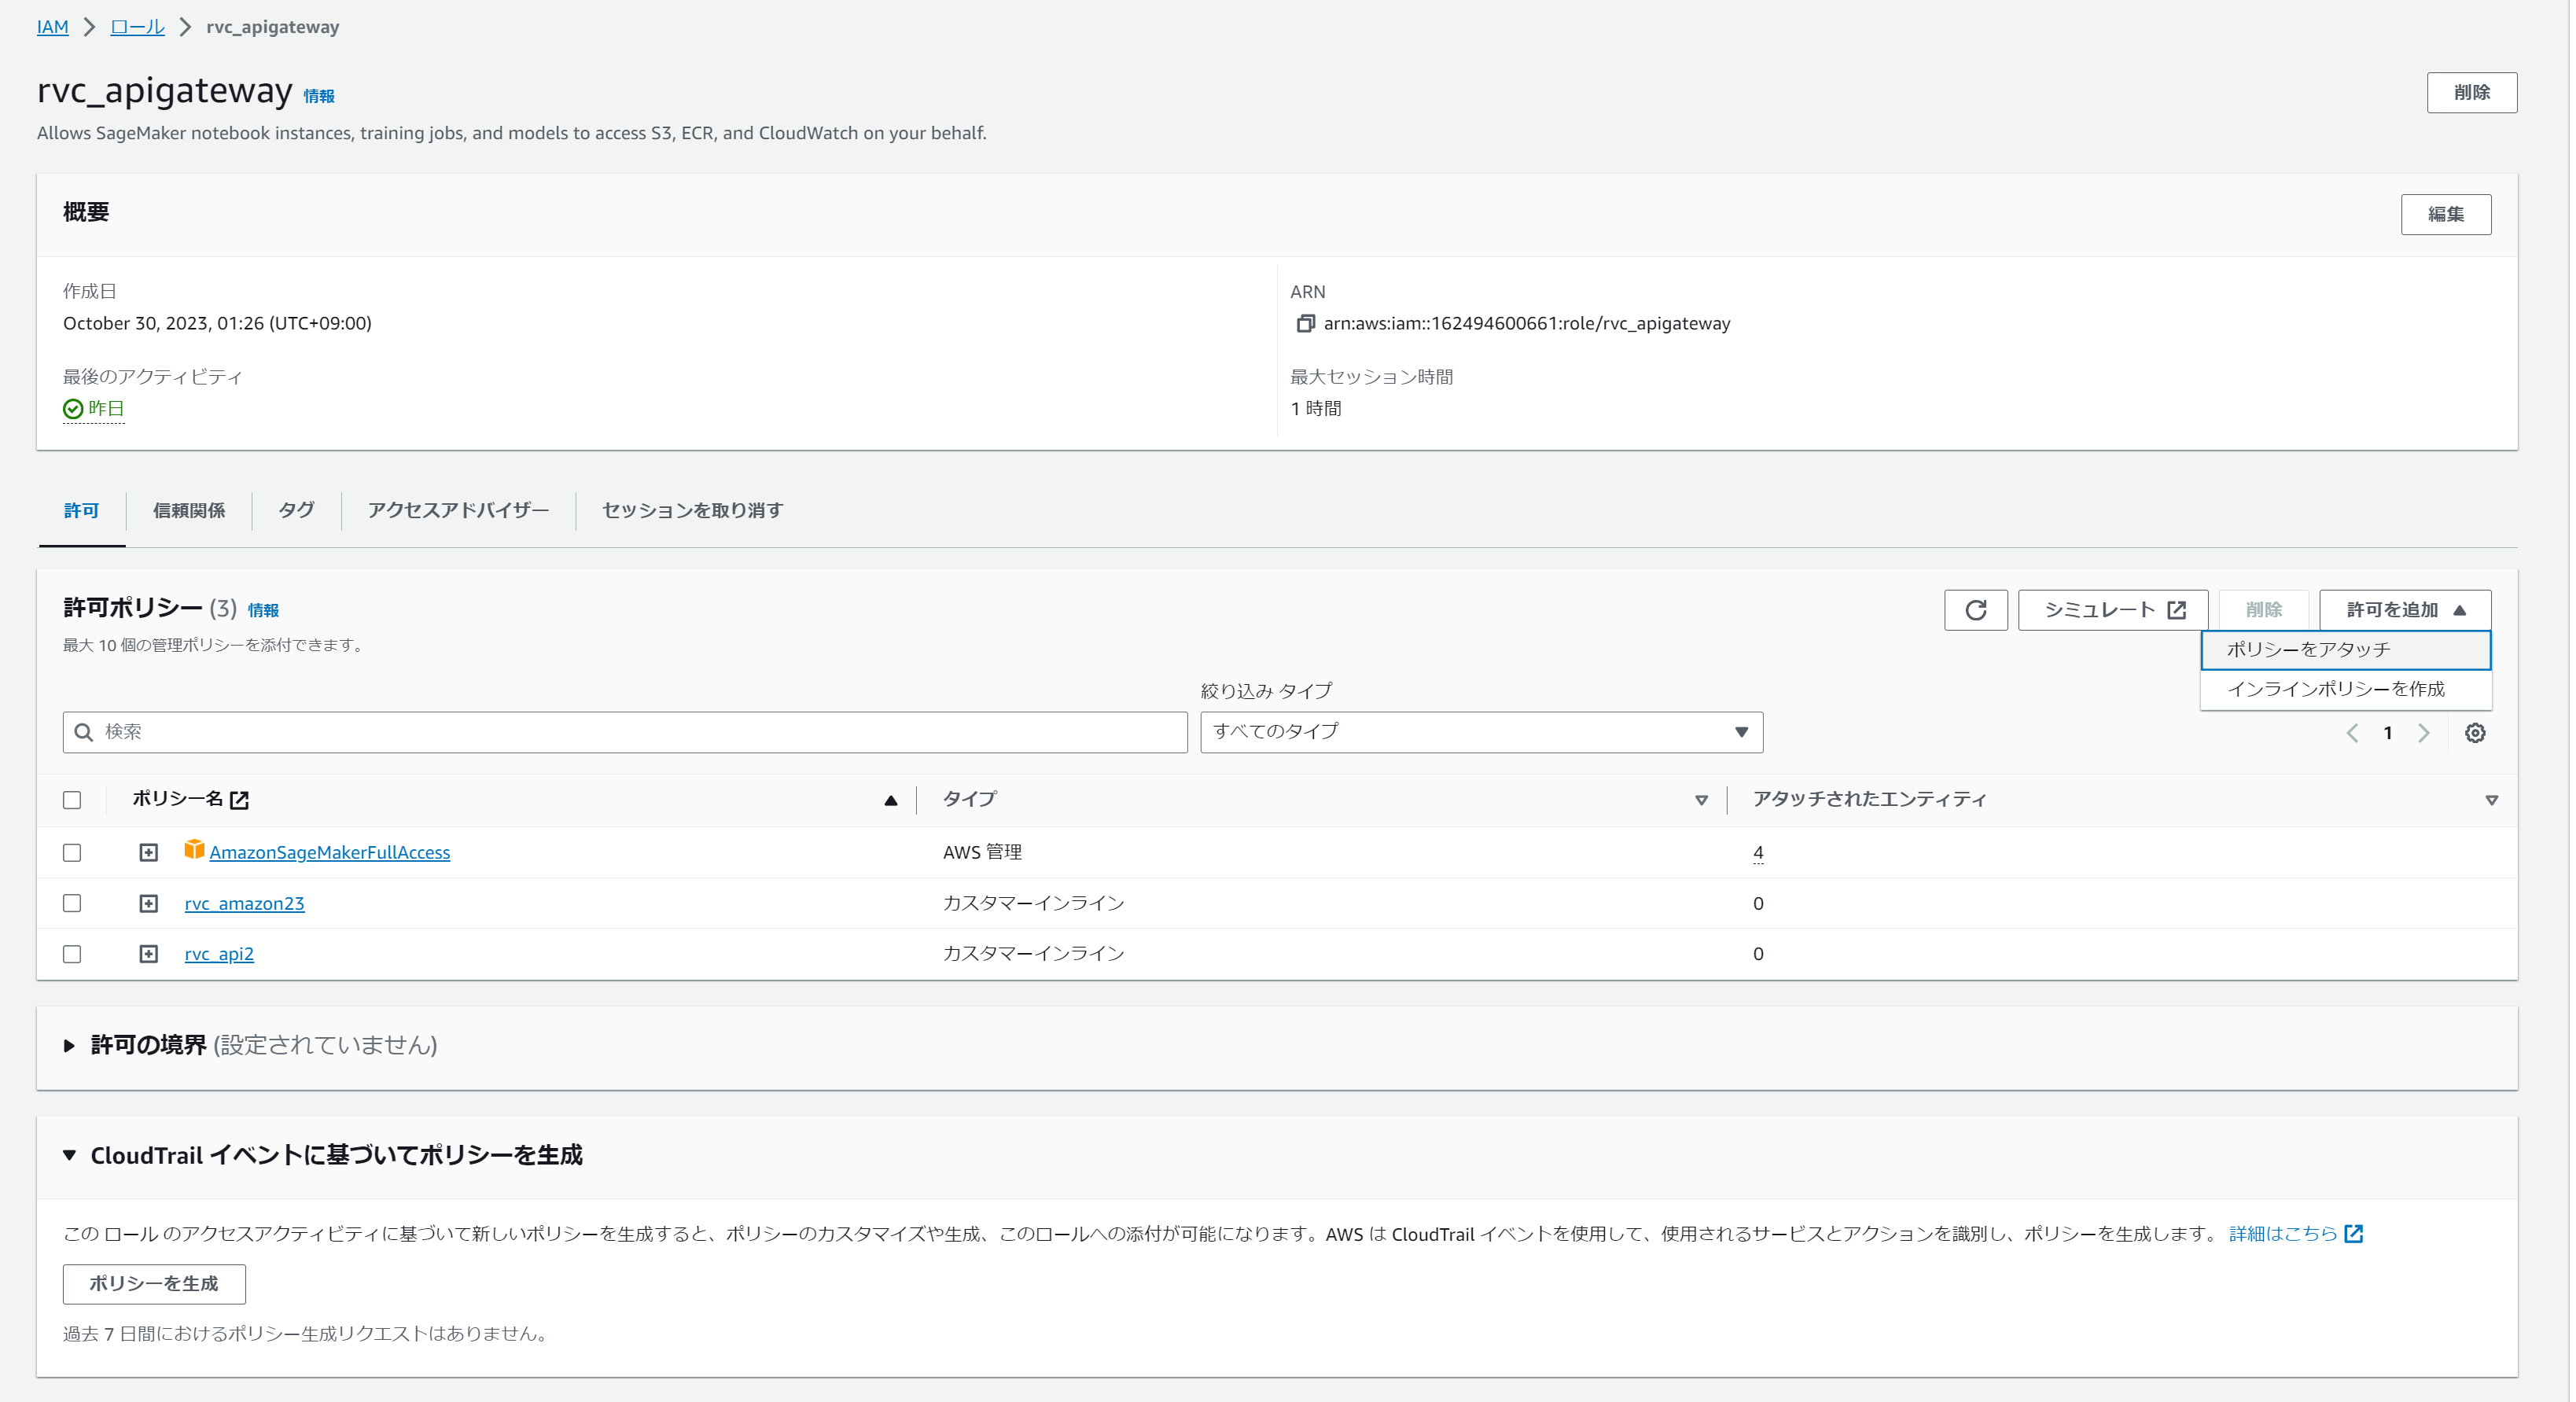 IAM > ロール > rvc_apigateway
rvc_apigateway 情報
削除
Allows SageMaker notebook instances, training jobs, and models to access S3, ECR, and CloudWatch on your behalf.
概要
編集
作成日
October 30, 2023, 01:26 (UTC+09:00)
ARN
arn:aws:iam::162494600661:role/rvc_apigateway
最後のアクティビティ
昨日
最大セッション時間
1 時間
許可
信頼関係
タグ
アクセスアドバイザー
セッションを取り消す
許可ポリシー (3) 情報
シミュレート
削除
許可を追加
最大 10 個の管理ポリシーを添付できます。
ポリシーをアタッチ
インラインポリシーを作成
絞り込み タイプ
検索
すべてのタイプ
1
ポリシー名
タイプ
アタッチされたエンティティ
AmazonSageMakerFullAccess
AWS 管理
4
rvc_amazon23
カスタマーインライン
0
rvc_api2
カスタマーインライン
0
許可の境界 (設定されていません)
CloudTrail イベントに基づいてポリシーを生成
この ロール のアクセスアクティビティに基づいて新しいポリシーを生成すると、ポリシーのカスタマイズや生成、このロールへの添付が可能になります。AWS は CloudTrail イベントを使用して、使用されるサービスとアクションを識別し、ポリシーを生成します。 詳細はこちら
ポリシーを生成
過去 7 日間におけるポリシー生成リクエストはありません。